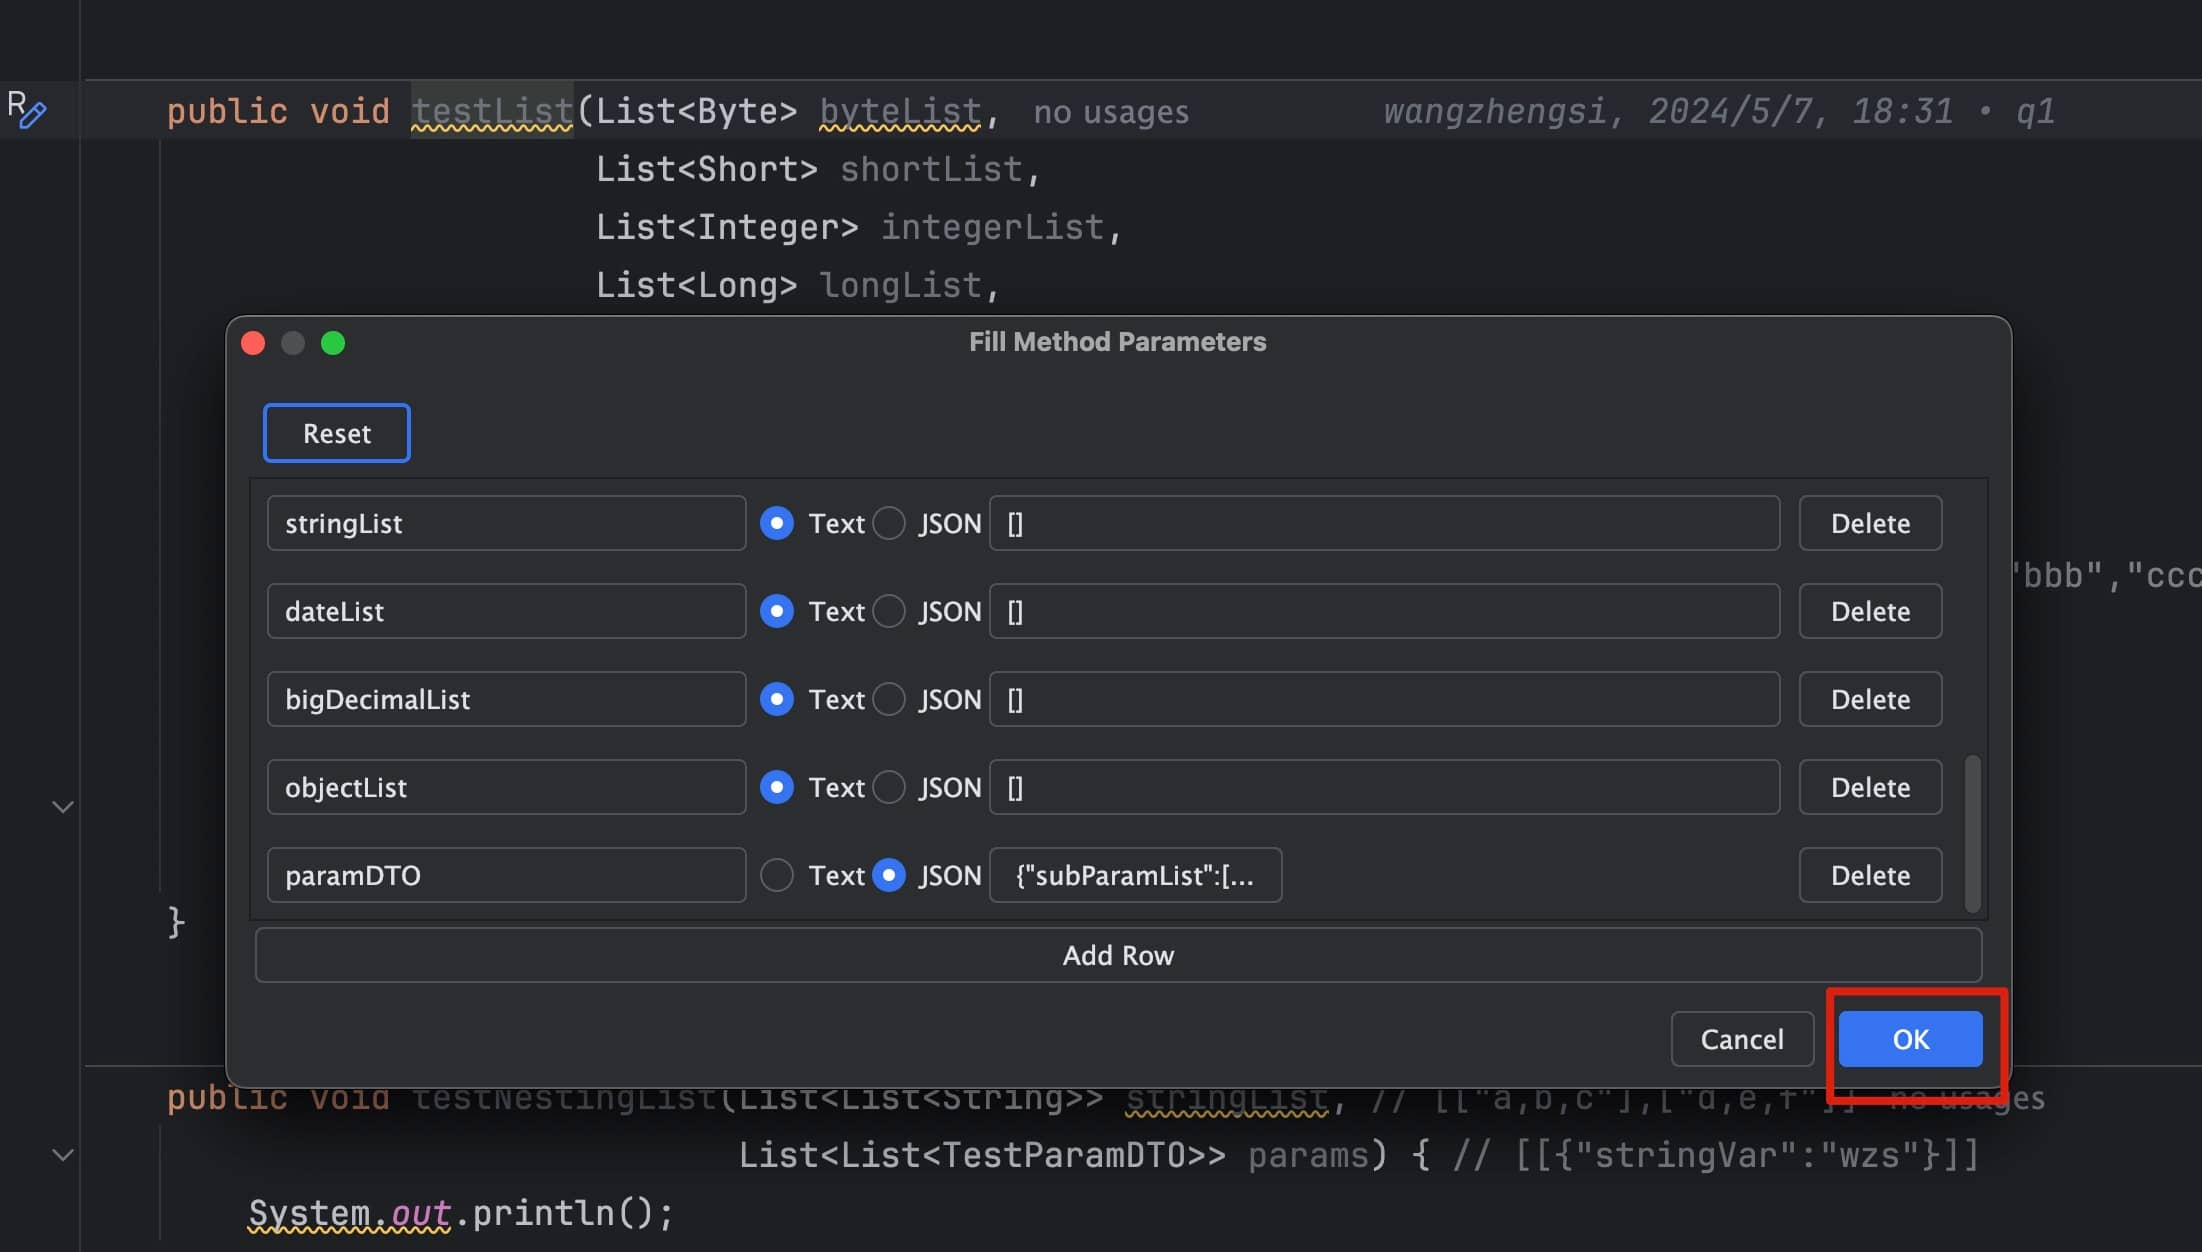 public void testList(List<Byte> byteList, no usages wangzhengsi, 2024/5/7, 18:31 • q1
List<Short> shortList,
List<Integer> integerList,
List<Long> longList,
Fill Method Parameters
Reset
stringList Text JSON [] Delete
"bbb","ccc
dateList Text JSON [] Delete
bigDecimalList Text JSON [] Delete
objectList Text JSON [] Delete
paramDTO Text JSON {"subParamList":[... Delete
}
Add Row
Cancel OK
public void testNestingList(List<List<String>> stringList, // [["a,b,c"],["d,e,f"]] no usages
List<List<TestParamDTO>> params) { // [[{"stringVar":"wzs"}]]
System.out.println();